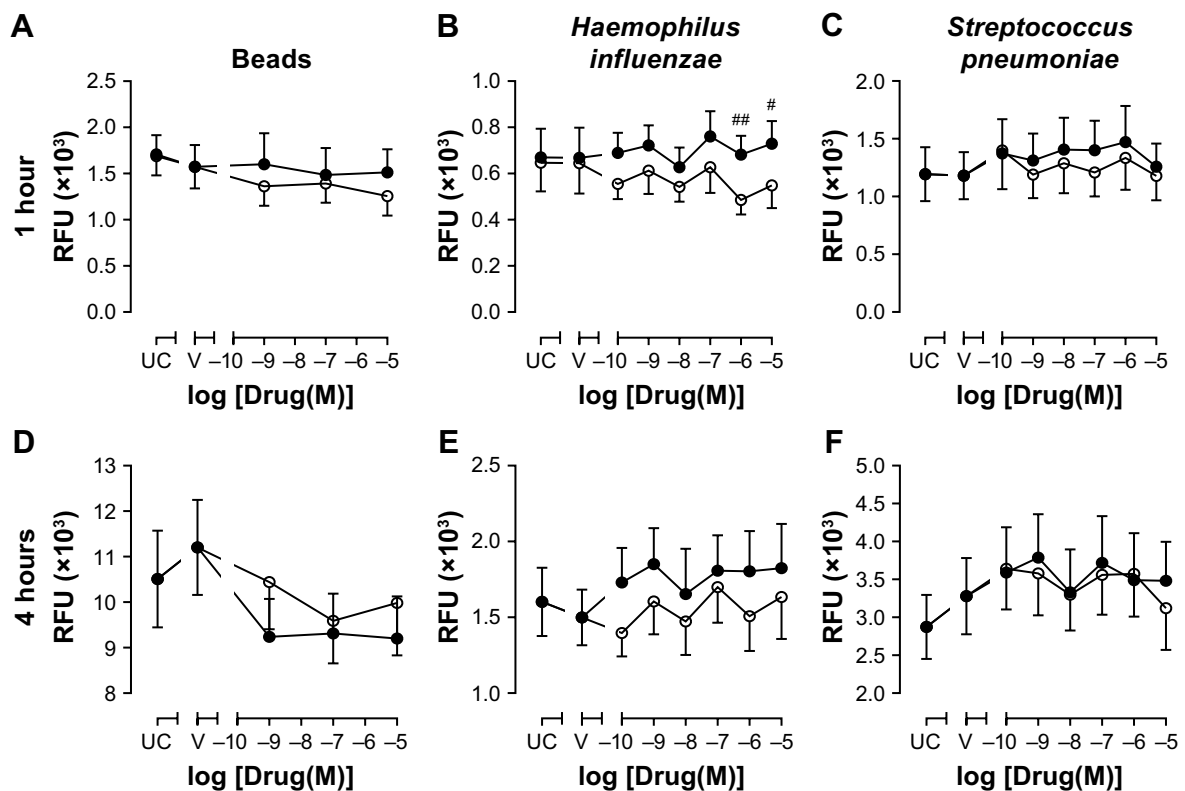 A
Beads
1 hour
RFU (×10³)
2.5
2.0
1.5
1.0
0.5
0.0
UC V –10 –9 –8 –7 –6 –5
log [Drug(M)]
B
Haemophilus
influenzae
RFU (×10³)
1.0
0.8
0.6
0.4
0.2
0.0
## #
UC V –10 –9 –8 –7 –6 –5
log [Drug(M)]
C
Streptococcus
pneumoniae
RFU (×10³)
2.0
1.5
1.0
0.5
0.0
UC V –10 –9 –8 –7 –6 –5
log [Drug(M)]
D
4 hours
RFU (×10³)
13
12
11
10
9
8
UC V –10 –9 –8 –7 –6 –5
log [Drug(M)]
E
RFU (×10³)
2.5
2.0
1.5
1.0
UC V –10 –9 –8 –7 –6 –5
log [Drug(M)]
F
RFU (×10³)
5.0
4.5
4.0
3.5
3.0
2.5
2.0
UC V –10 –9 –8 –7 –6 –5
log [Drug(M)]